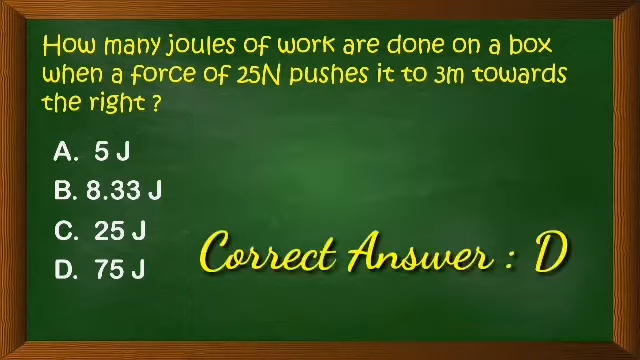 How many joules of work are done on a box
when a force of 25N pushes it to 3m towards
the right ?
A. 5 J
B. 8.33 J
C. 25 J
D. 75 J
Correct Answer : D